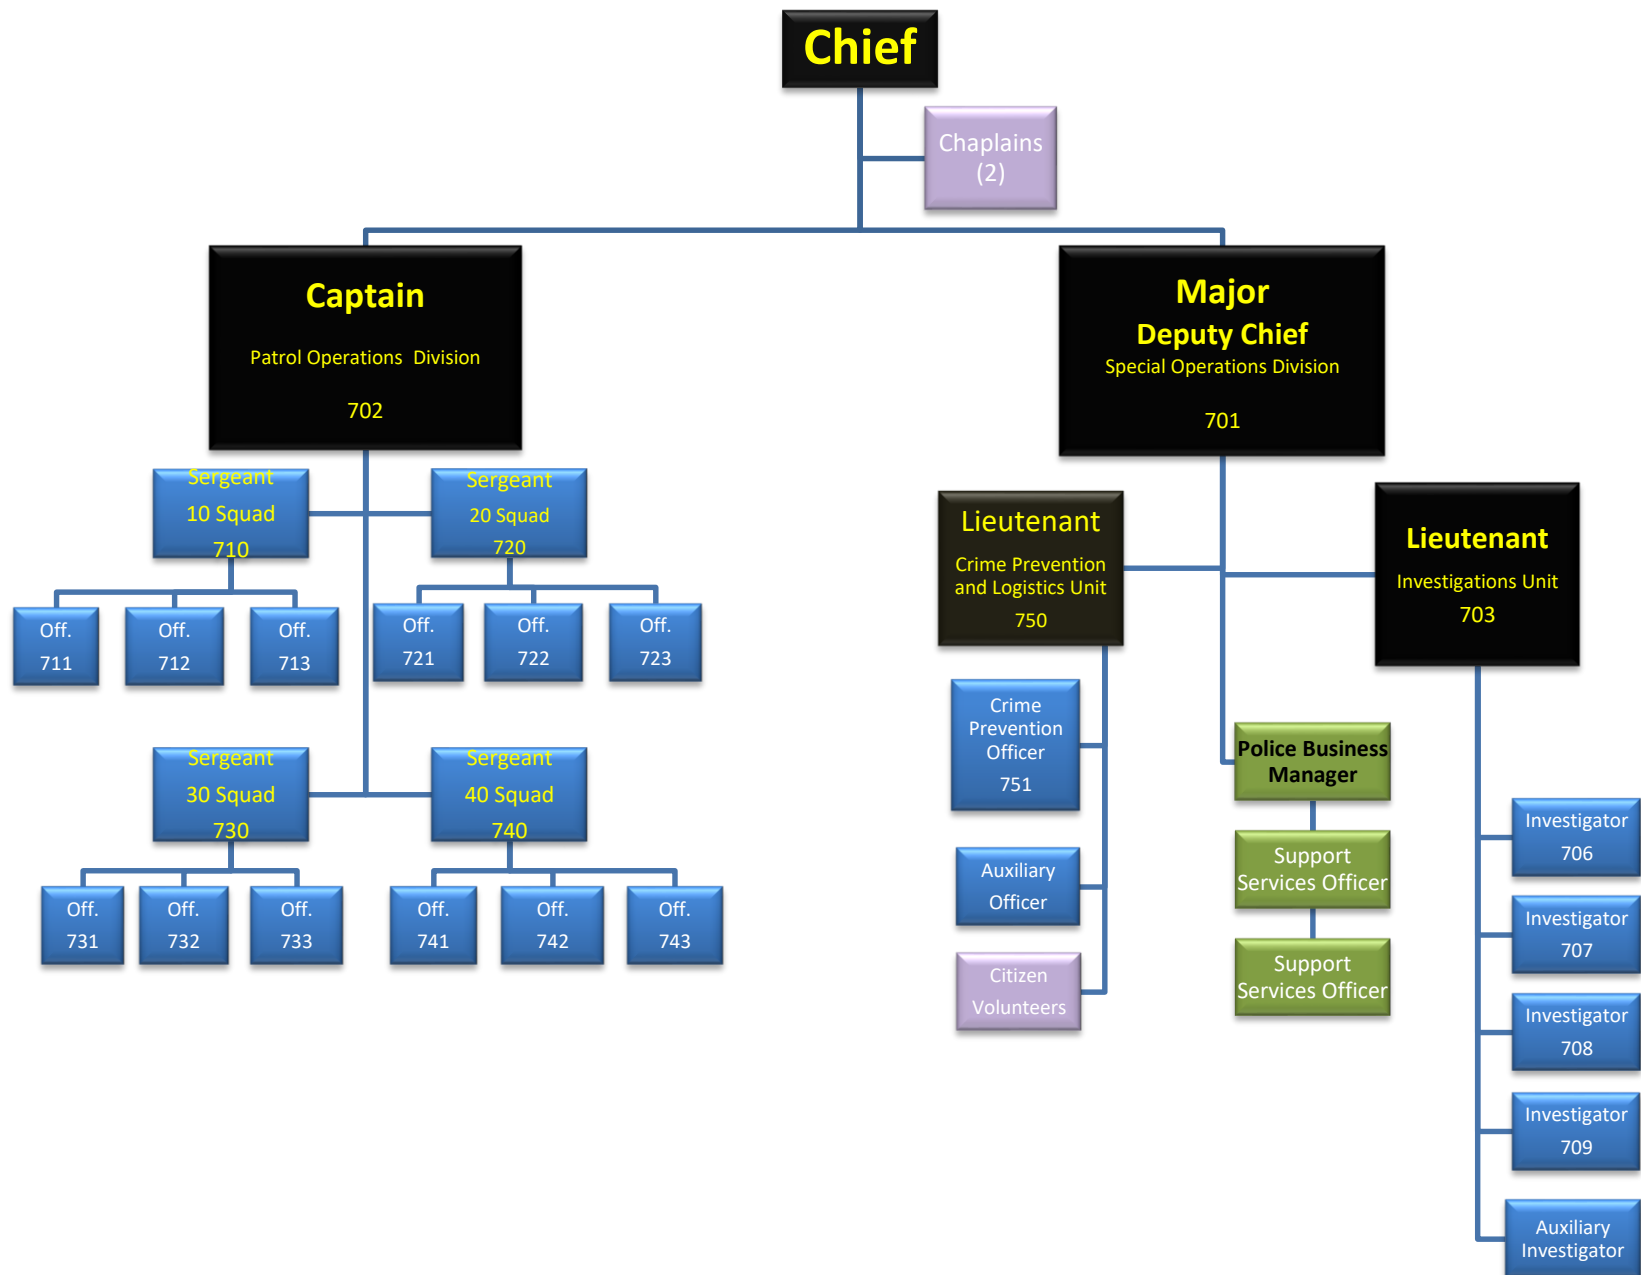 Chief
Chaplains
(2)
Captain
Patrol Operations Division
702
Major
Deputy Chief
Special Operations Division
701
Sergeant
10 Squad
710
Sergeant
20 Squad
720
Off.
711
Off.
712
Off.
713
Off.
721
Off.
722
Off.
723
Sergeant
30 Squad
730
Sergeant
40 Squad
740
Off.
731
Off.
732
Off.
733
Off.
741
Off.
742
Off.
743
Lieutenant
Crime Prevention
and Logistics Unit
750
Lieutenant
Investigations Unit
703
Crime
Prevention
Officer
751
Auxiliary
Officer
Citizen
Volunteers
Police Business
Manager
Support
Services Officer
Support
Services Officer
Investigator
706
Investigator
707
Investigator
708
Investigator
709
Auxiliary
Investigator